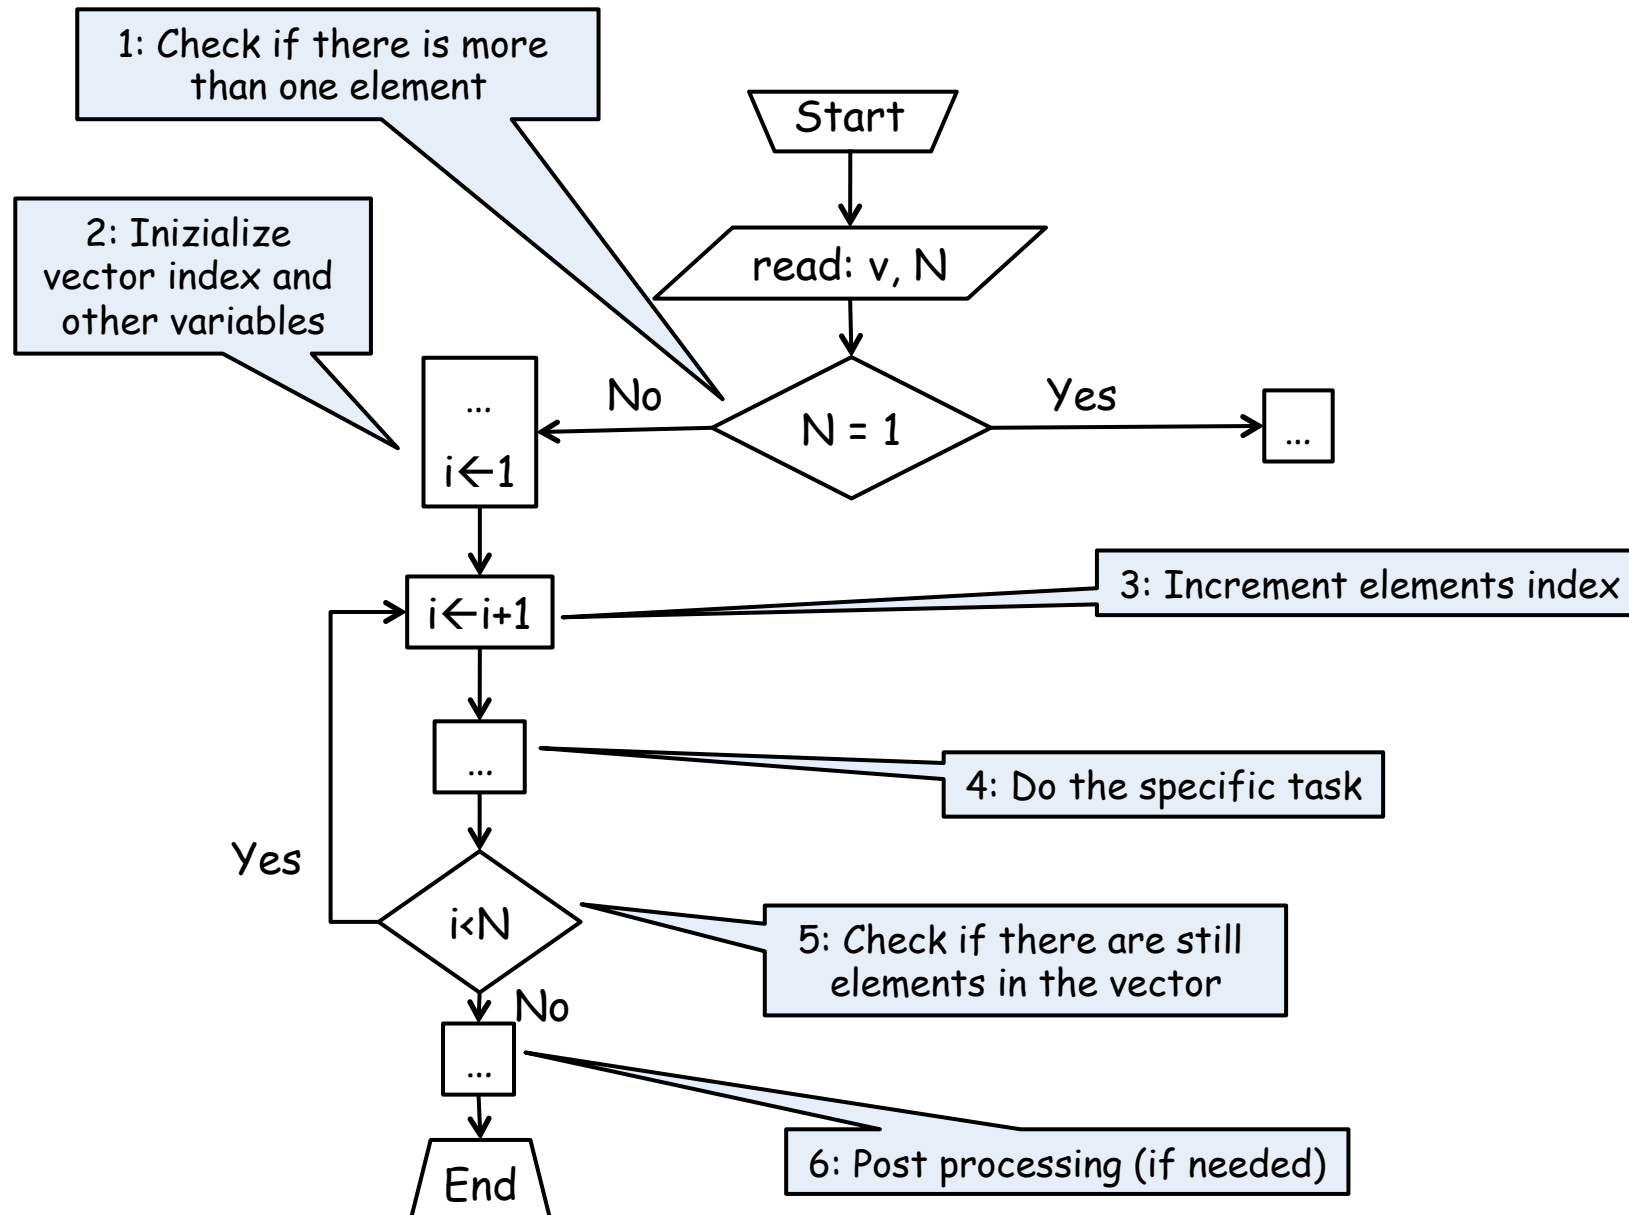 1: Check if there is more
than one element
Start
2: Inizialize
vector index and
other variables
read: v, N
No
Yes
...
i←1
N = 1
...
i←i+1
3: Increment elements index
...
4: Do the specific task
Yes
i<N
5: Check if there are still
elements in the vector
No
...
6: Post processing (if needed)
End